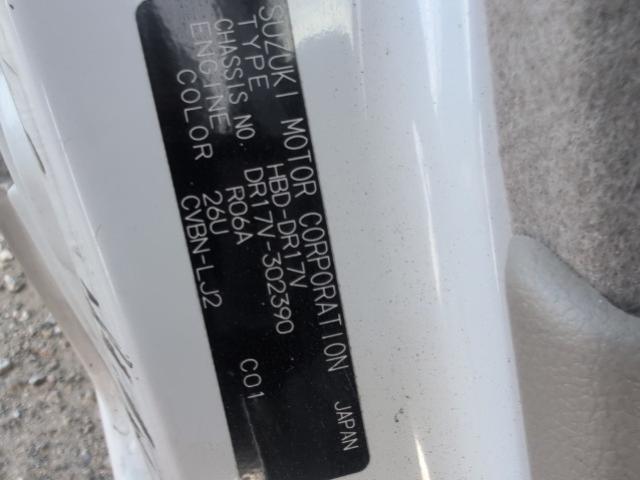 SUZUKI MOTOR CORPORATION JAPAN
TYPE HBD-DR17V
CHASSIS NO. DR17V-302390
ENGINE R06A
COLOR 26U C01
CVBN-LJ2